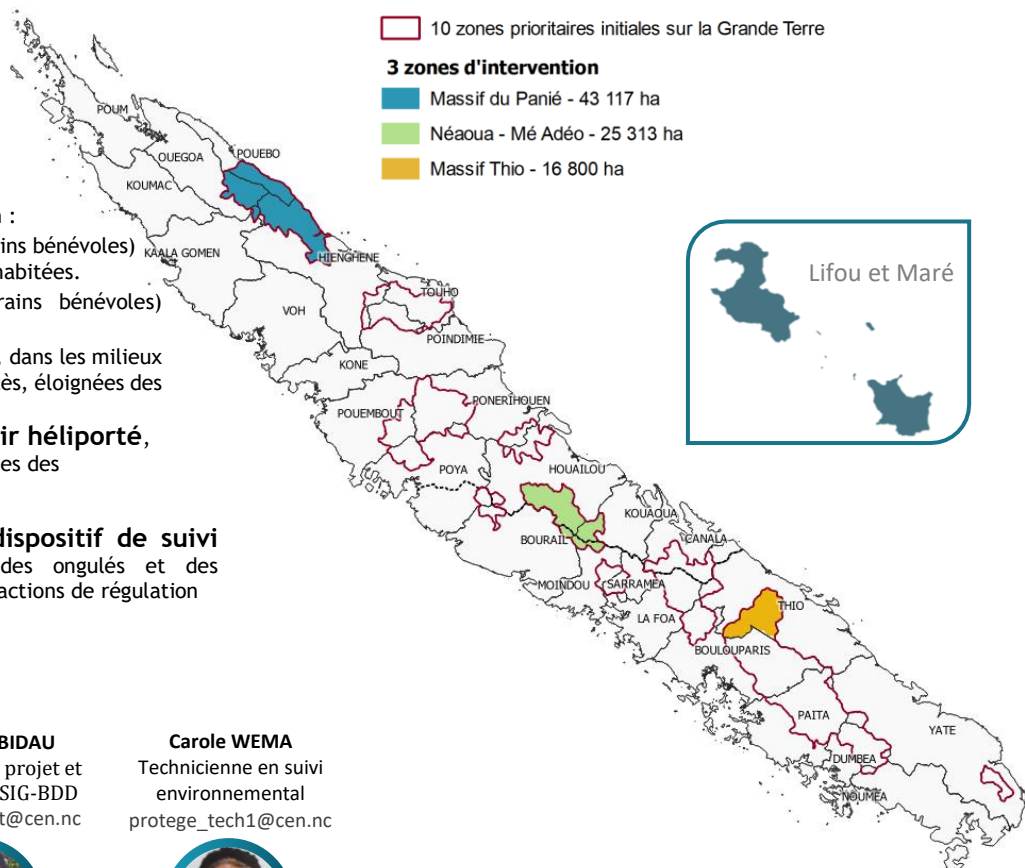 10 zones prioritaires initiales sur la Grande Terre
3 zones d'intervention
Massif du Panié - 43 117 ha
Néaoua - Mé Adéo - 25 313 ha
Massif Thio - 16 800 ha
Lifou et Maré
POUM
OUEGOA
POUEBO
KOUMAC
KAALA GOMEN
HIENGHENE
VOH
TOUHO
POINDIMIE
KONE
POUEMBOUT
PONERIHOUEN
POYA
HOUAILOU
KOUAOUA
BOURAIL
CANALA
MOINDOU
SARRAMEA
LA FOA
THIO
BOULOUPARIS
PAITA
YATE
DUMBEA
NOUMEA
:
ins bénévoles)
habitées.
rains bénévoles)
, dans les milieux
ès, éloignées des
ir héliporté,
es des
dispositif de suivi
des ongulés et des
actions de régulation
BIDAU
projet et
SIG-BDD
t@cen.nc
Carole WEMA
Technicienne en suivi
environnemental
protege_tech1@cen.nc